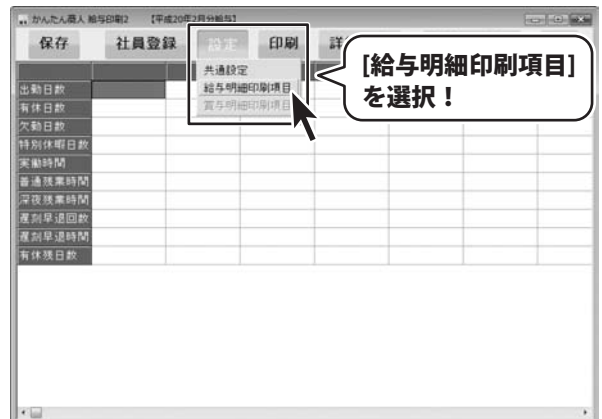 かんたん商人 給与印刷2 【平成20年2月分給与】
保存 社員登録 設定 印刷 詳
共通設定
給与明細印刷項目
賞与明細印刷項目
[給与明細印刷項目]
を選択！
出勤日数
有休日数
欠勤日数
特別休暇日数
実働時間
普通残業時間
深夜残業時間
遅刻早退回数
遅刻早退時間
有休残日数